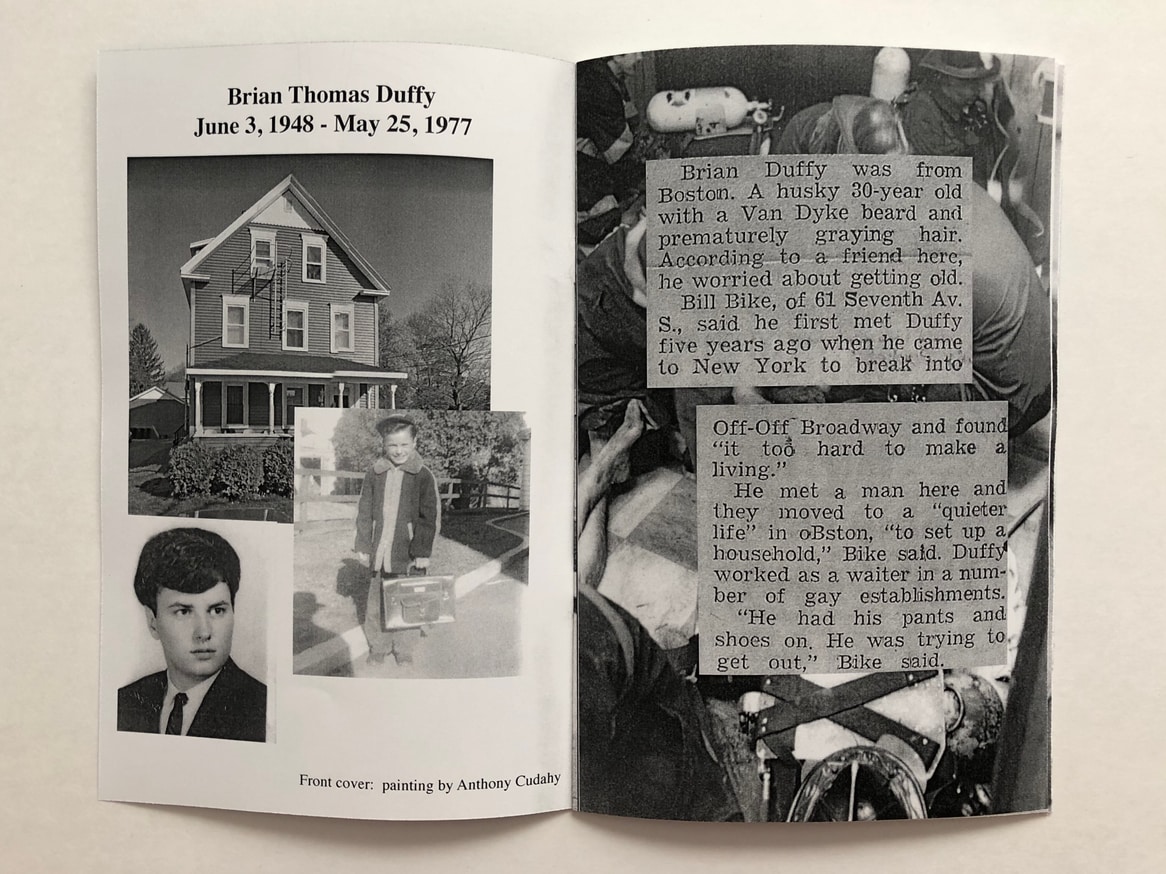 Brian Thomas Duffy
June 3, 1948 - May 25, 1977
Front cover: painting by Anthony Cudahy
Brian Duffy was from
Boston. A husky 30-year old
with a Van Dyke beard and
prematurely graying hair.
According to a friend here,
he worried about getting old.
Bill Bike, of 61 Seventh Av.
S., said he first met Duffy
five years ago when he came
to New York to break into
Off-Off Broadway and found
“it too hard to make a
living.”
He met a man here and
they moved to a “quieter
life” in oBston, “to set up a
household,” Bike said. Duffy
worked as a waiter in a num-
ber of gay establishments.
“He had his pants and
shoes on. He was trying to
get out,” Bike said.